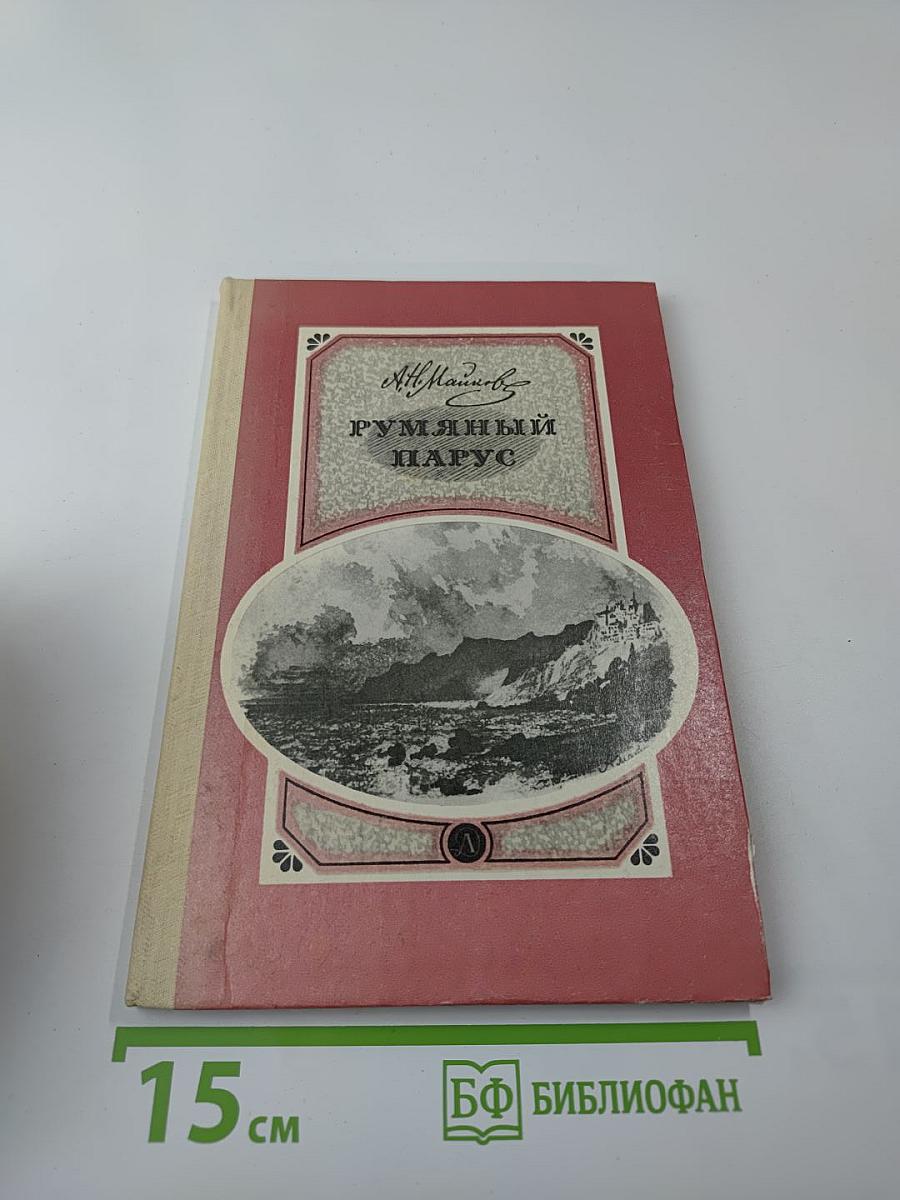 А.Н. Майков
РУМЯНЫЙ
ПАРУС
Л
15 см
БФ БИБЛИОФАН